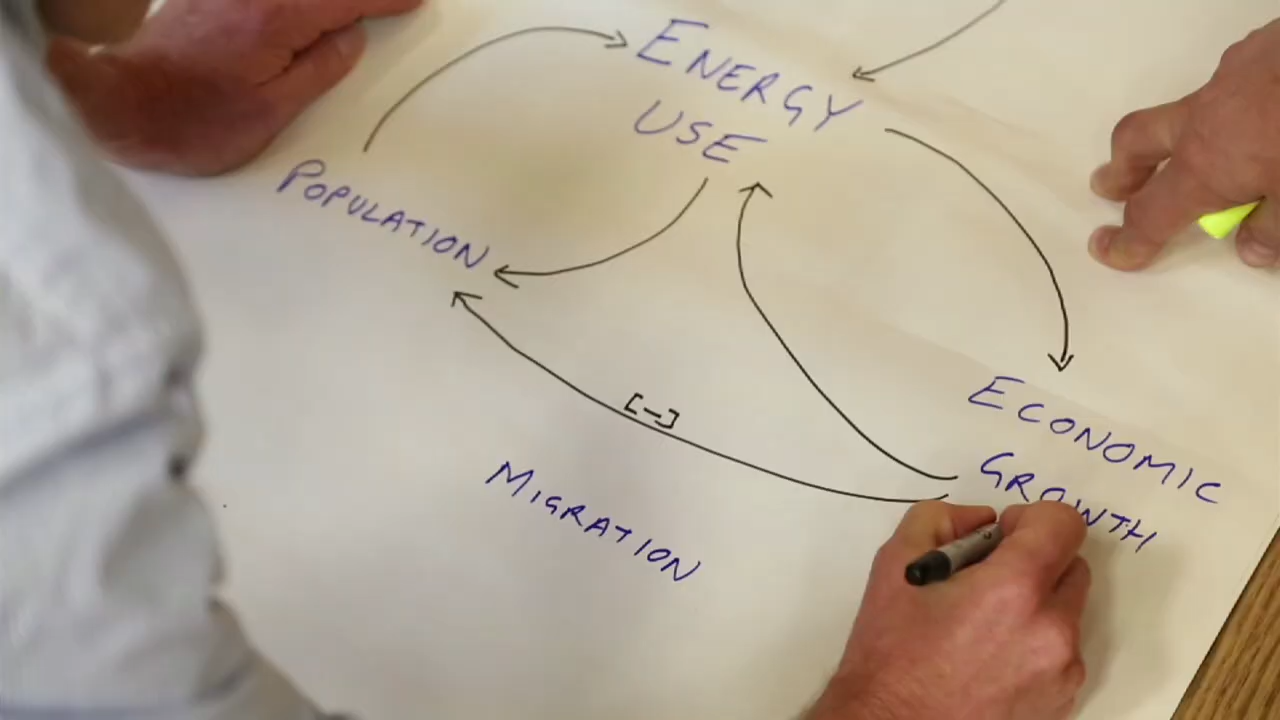 ENERGY
USE
POPULATION
[-]
ECONOMIC
GROWTH
MIGRATION